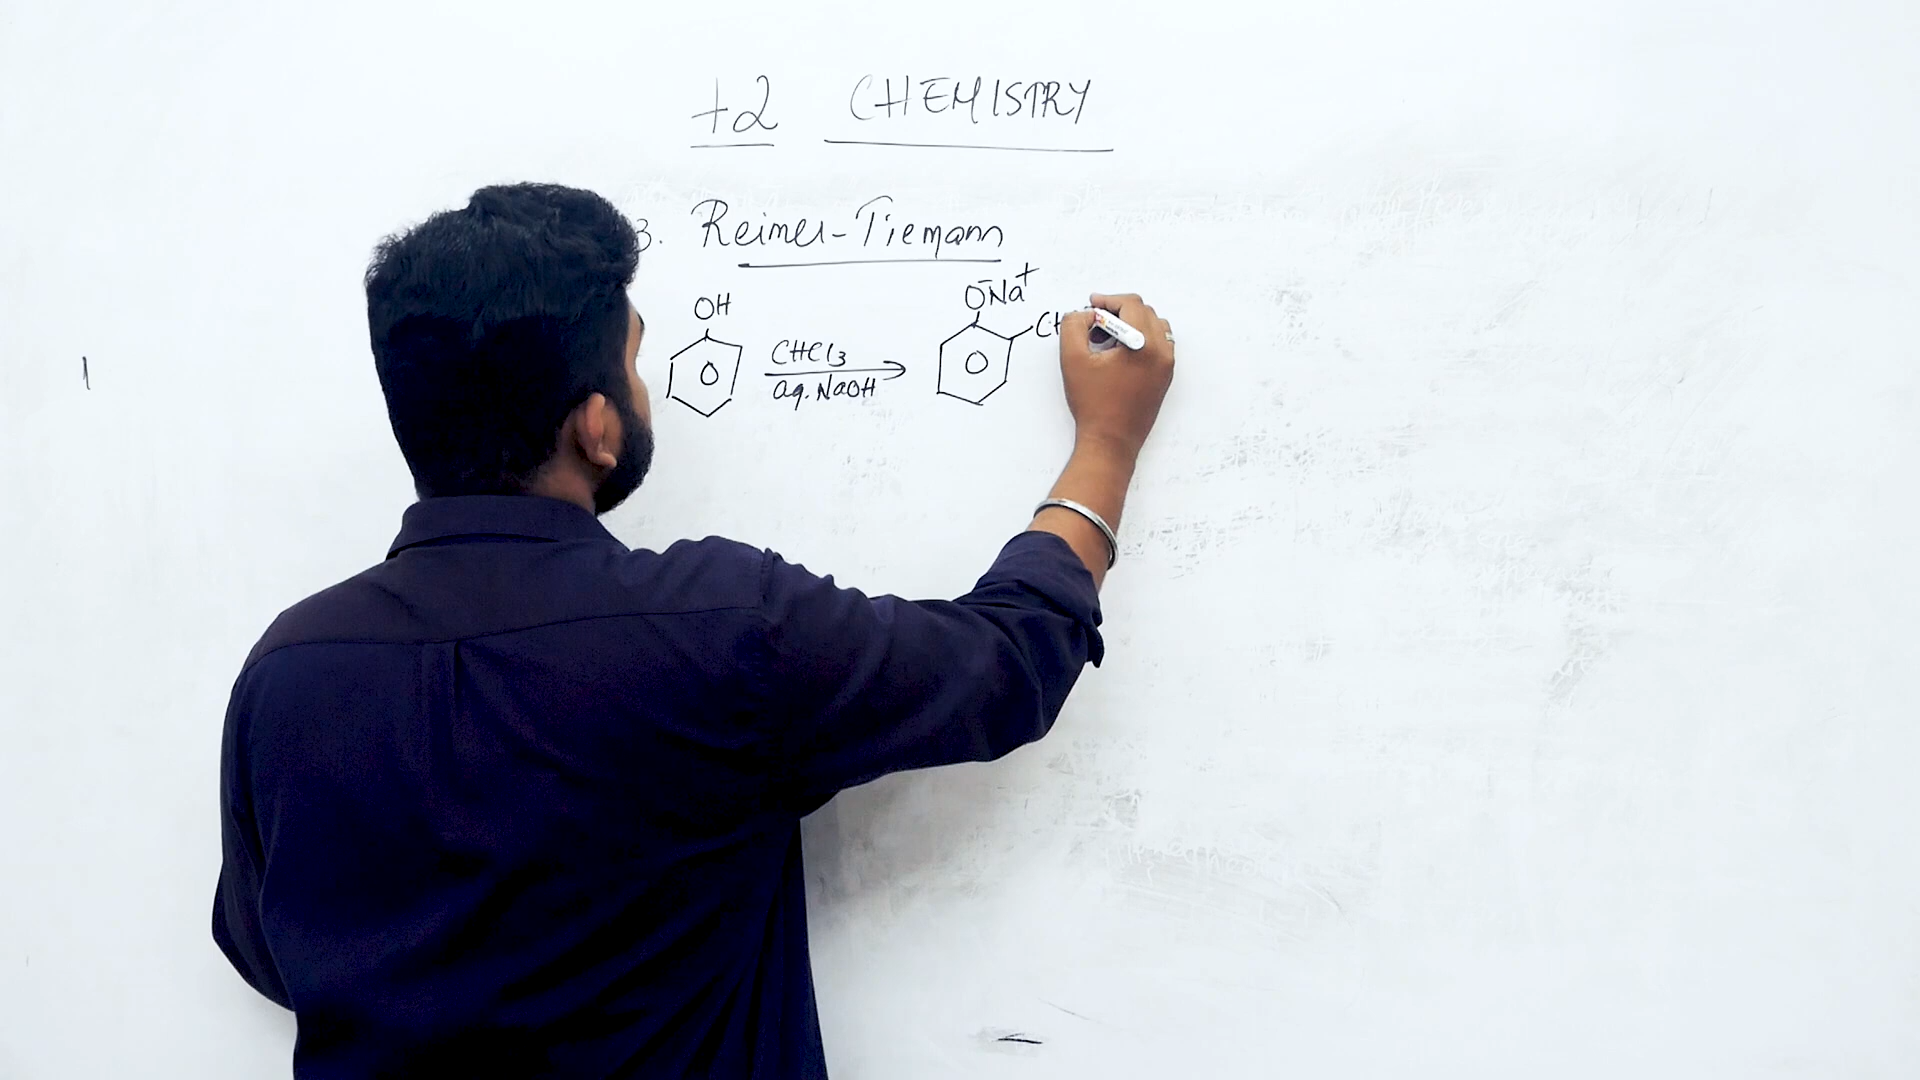 +2 CHEMISTRY
3. Reimer-Tiemann
OH
O⁻Na⁺
CHCl3
aq. NaOH